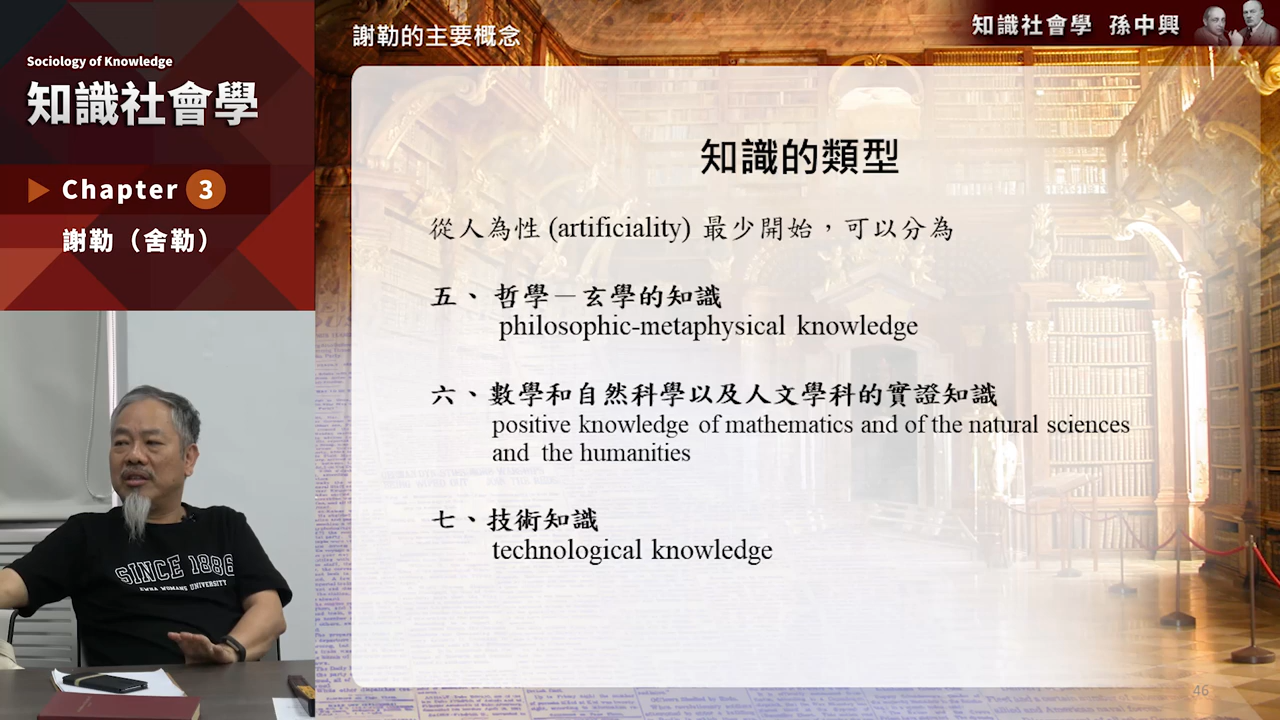 謝勒的主要概念
知識社會學 孫中興
Sociology of Knowledge
知識社會學
Chapter 3
謝勒（舍勒）
知識的類型
從人為性 (artificiality) 最少開始，可以分為
五、哲學－玄學的知識
philosophic-metaphysical knowledge
六、數學和自然科學以及人文學科的實證知識
positive knowledge of mathematics and of the natural sciences
and the humanities
七、技術知識
technological knowledge
SINCE 1886
EWHA WOMANS UNIVERSITY
46